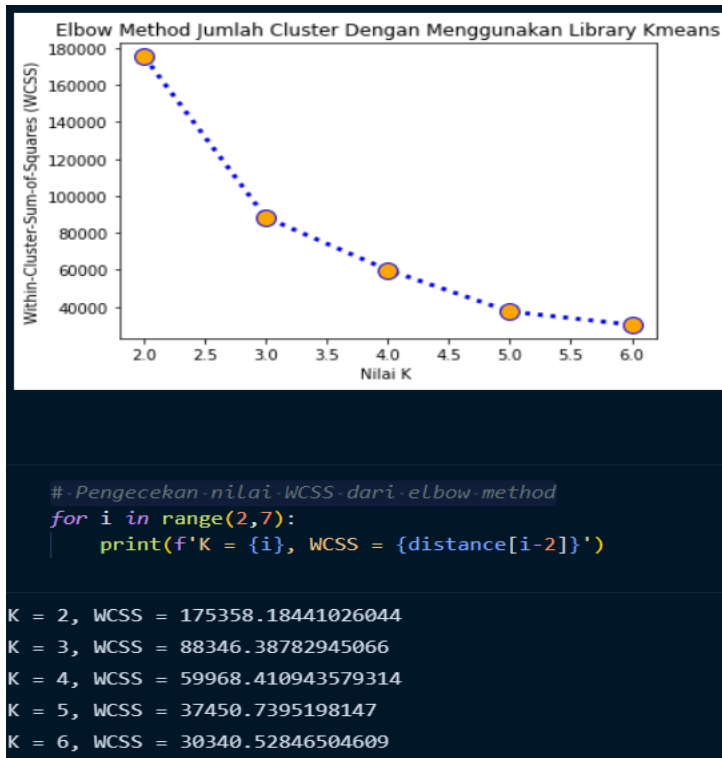 Elbow Method Jumlah Cluster Dengan Menggunakan Library Kmeans
180000
160000
140000
120000
100000
80000
60000
40000
Within-Cluster-Sum-of-Squares (WCSS)
2.0 2.5 3.0 3.5 4.0 4.5 5.0 5.5 6.0
Nilai K
# Pengecekan nilai WCSS dari elbow method
for i in range(2,7):
    print(f'K = {i}, WCSS = {distance[i-2]}')
K = 2, WCSS = 175358.18441026044
K = 3, WCSS = 88346.38782945066
K = 4, WCSS = 59968.410943579314
K = 5, WCSS = 37450.7395198147
K = 6, WCSS = 30340.52846504609